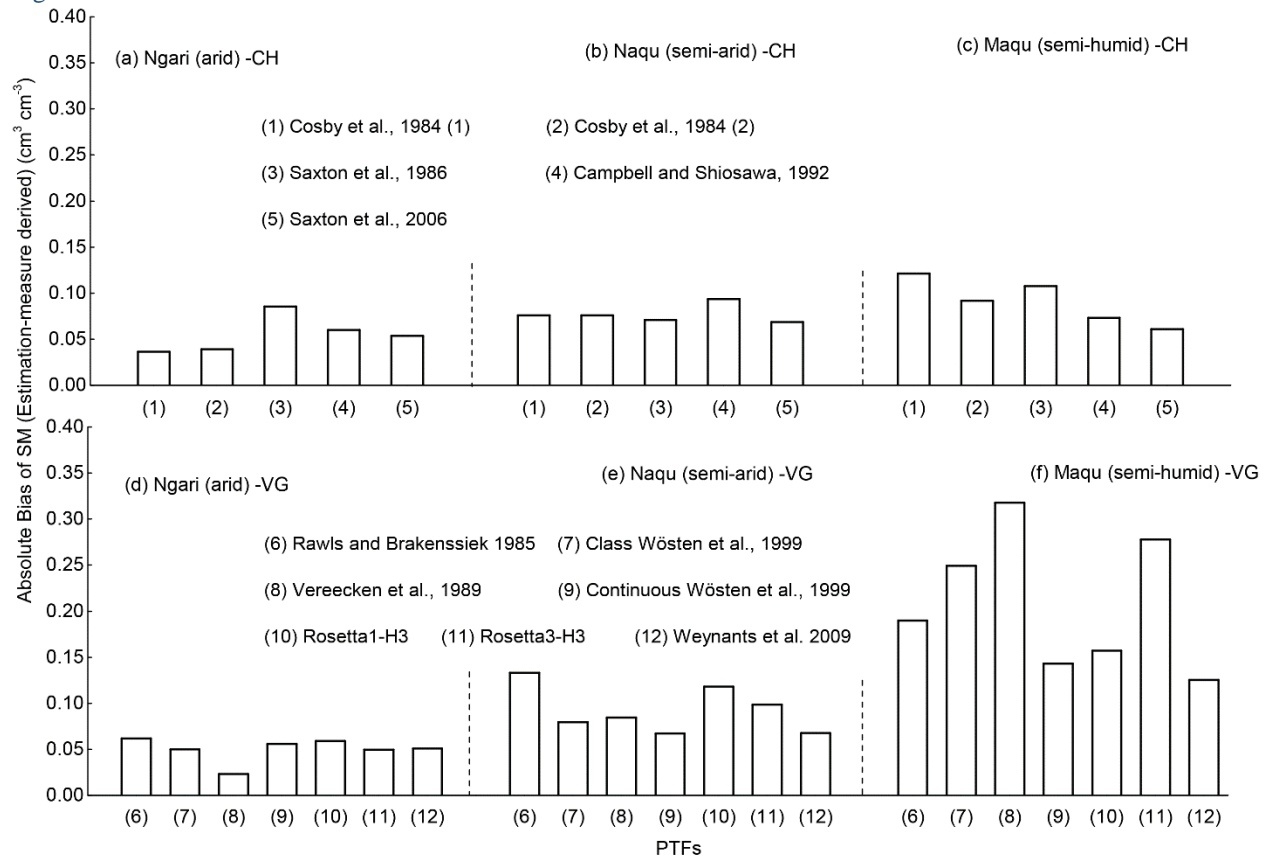 Absolute Bias of SM (Estimation-measure derived) (cm³ cm⁻³)
0.40
0.35
0.30
0.25
0.20
0.15
0.10
0.05
0.00
(a) Ngari (arid) -CH
(b) Naqu (semi-arid) -CH
(c) Maqu (semi-humid) -CH
(1) Cosby et al., 1984 (1)
(2) Cosby et al., 1984 (2)
(3) Saxton et al., 1986
(4) Campbell and Shiosawa, 1992
(5) Saxton et al., 2006
(1) (2) (3) (4) (5)
(1) (2) (3) (4) (5)
(1) (2) (3) (4) (5)
0.40
0.35
0.30
0.25
0.20
0.15
0.10
0.05
0.00
(d) Ngari (arid) -VG
(e) Naqu (semi-arid) -VG
(f) Maqu (semi-humid) -VG
(6) Rawls and Brakenssiek 1985
(7) Class Wösten et al., 1999
(8) Vereecken et al., 1989
(9) Continuous Wösten et al., 1999
(10) Rosetta1-H3
(11) Rosetta3-H3
(12) Weynants et al. 2009
(6) (7) (8) (9) (10) (11) (12)
(6) (7) (8) (9) (10) (11) (12)
(6) (7) (8) (9) (10) (11) (12)
PTFs